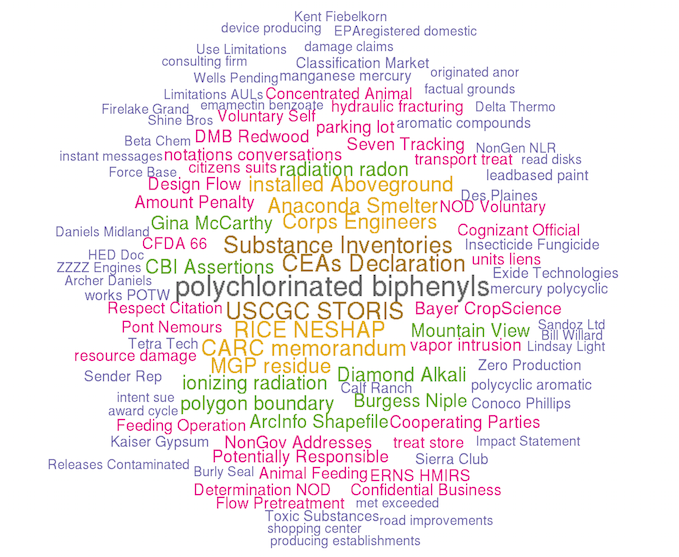 Kent Fiebelkorn
device producing EPAregistered domestic
Use Limitations damage claims
consulting firm Classification Market
Wells Pending manganese mercury originated anor
Limitations AULs Concentrated Animal factual grounds
Firelake Grand emamectin benzoate hydraulic fracturing Delta Thermo
Shine Bros Voluntary Self parking lot aromatic compounds
Beta Chem DMB Redwood Seven Tracking NonGen NLR
instant messages notations conversations transport treat read disks
Force Base citizens suits radiation radon leadbased paint
Design Flow installed Aboveground Des Plaines
Amount Penalty Anaconda Smelter NOD Voluntary
Daniels Midland Gina McCarthy Corps Engineers Cognizant Official
HED Doc CFDA 66 Substance Inventories Insecticide Fungicide
ZZZZ Engines CBI Assertions CEAs Declaration units liens
Archer Daniels polychlorinated biphenyls Exide Technologies
works POTW mercury polycyclic
Respect Citation USCGC STORIS Bayer CropScience
Pont Nemours RICE NESHAP Mountain View Sandoz Ltd
Bill Willard
Tetra Tech CARC memorandum vapor intrusion Lindsay Light
resource damage MGP residue Zero Production
Sender Rep ionizing radiation Diamond Alkali polycyclic aromatic
Calf Ranch
intent sue polygon boundary Burgess Niple Conoco Phillips
award cycle
Feeding Operation ArcInfo Shapefile Cooperating Parties
Kaiser Gypsum NonGov Addresses treat store Impact Statement
Releases Contaminated Potentially Responsible Sierra Club
Burly Seal Animal Feeding ERNS HMIRS
Determination NOD Confidential Business
Flow Pretreatment met exceeded
Toxic Substances road improvements
shopping center
producing establishments